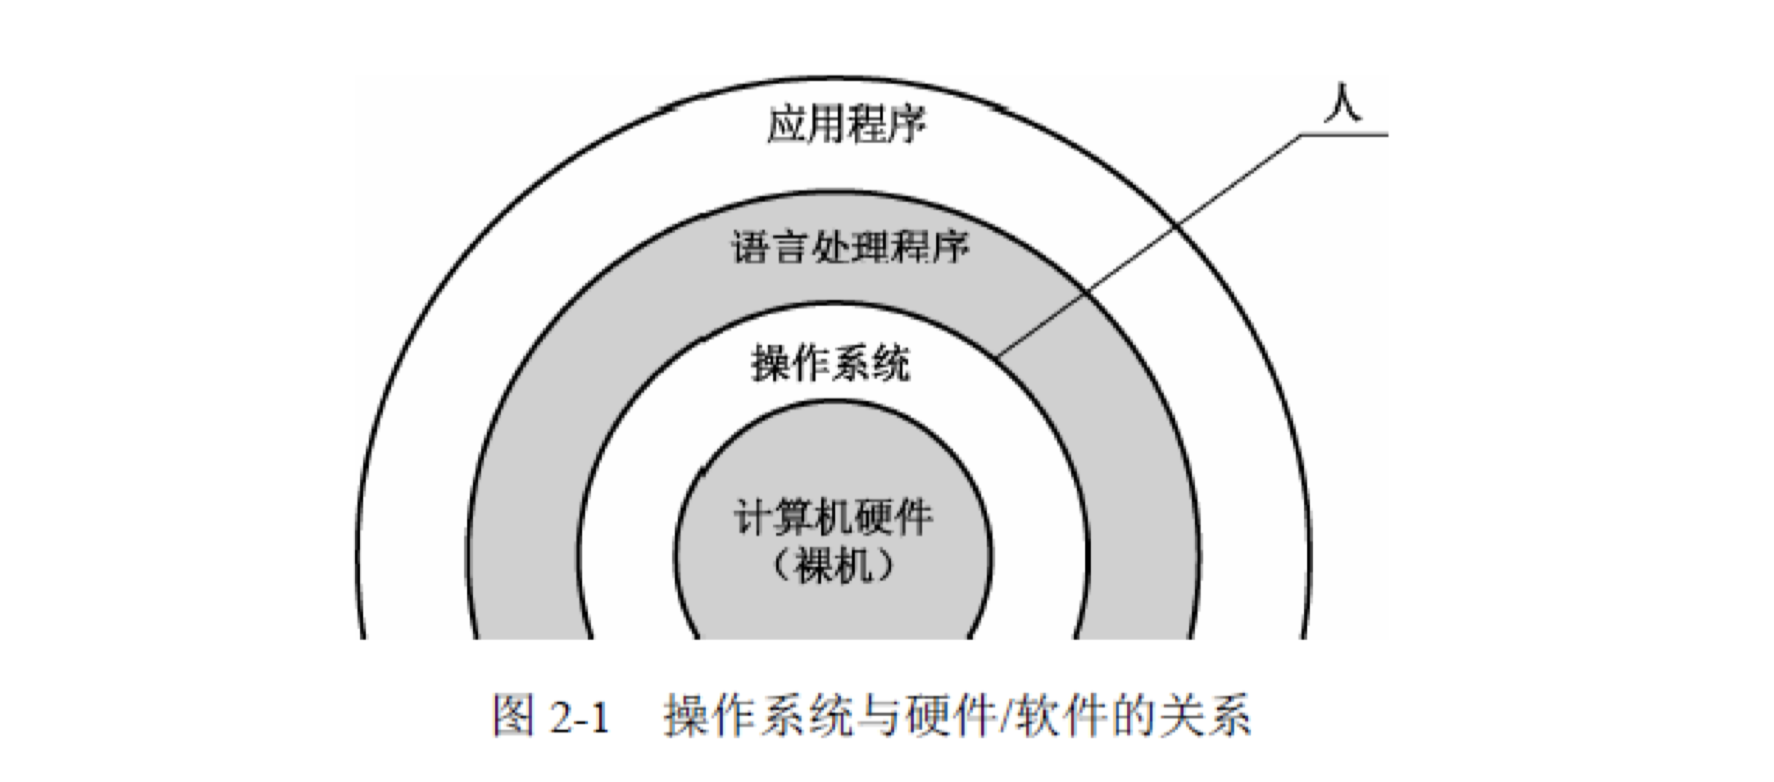 人
应用程序
语言处理程序
操作系统
计算机硬件
（裸机）
图 2-1 操作系统与硬件/软件的关系